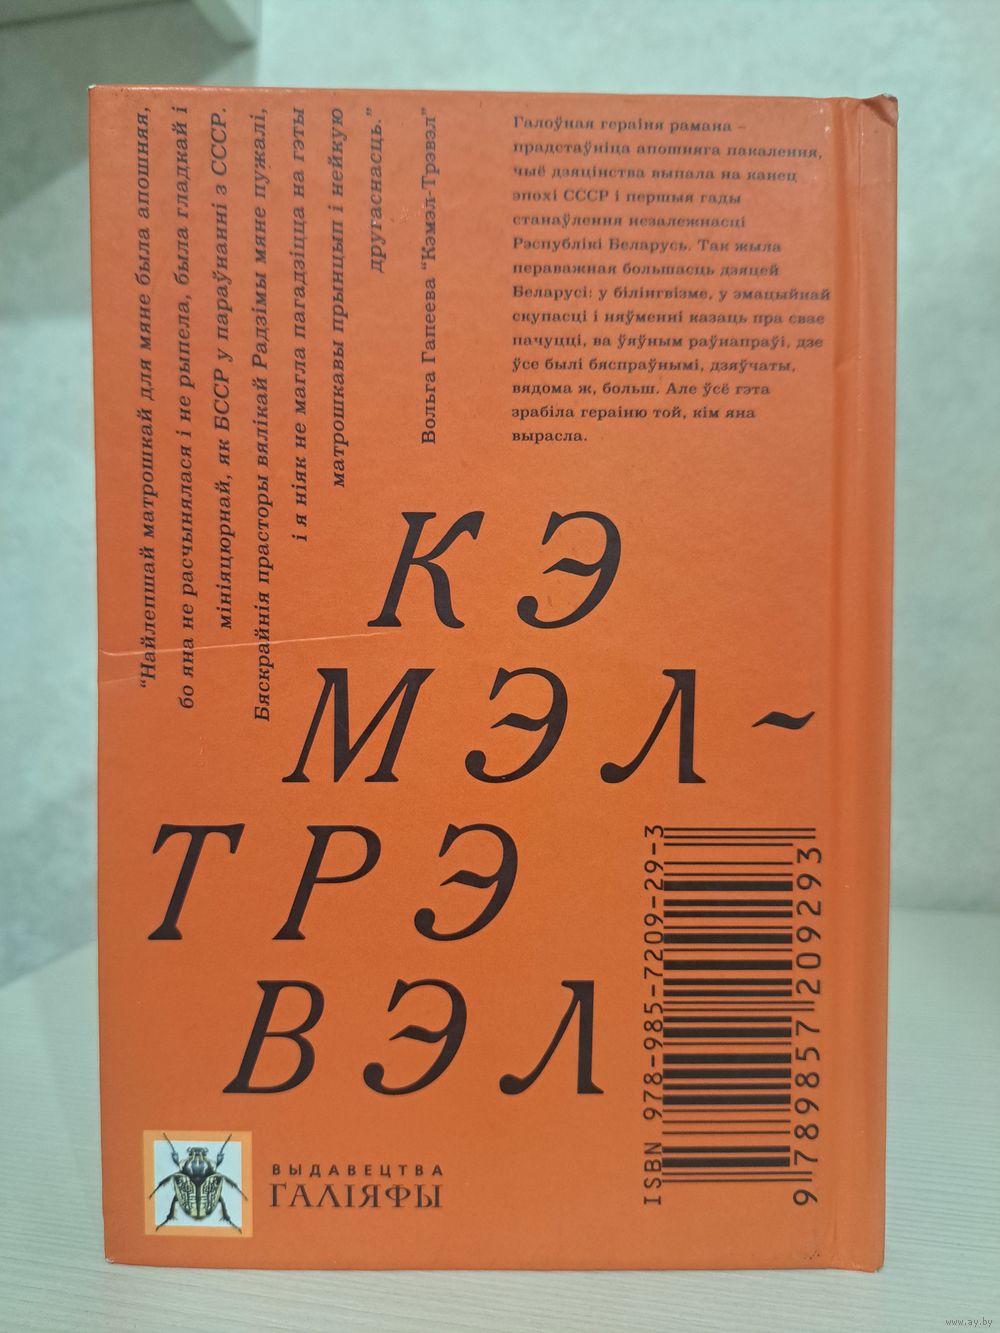 “Найлепшай матрошкай для мяне была апошняя,
бо яна не расчынялася і не рыпела, была гладкай і
мініяцюрнай, як БССР у параўнанні з СССР.
Бяскрайнія прасторы вялікай Радзімы мяне пужалі,
і я ніяк не магла пагадзіцца на гэты
матрошкавы прынцып і нейкую
другаснасць.”
Вольга Гапеева “Кэмэл-Трэвэл”
Галоўная гераіня рамана –
прадстаўніца апошняга пакалення,
чыё дзяцінства выпала на канец
эпохі СССР і першыя гады
станаўлення незалежнасці
Рэспублікі Беларусь. Так жыла
пераважная большасць дзяцей
Беларусі: у білінгвізме, у эмацыйнай
скупасці і няўменні казаць пра свае
пачуцці, ва ўяўным раўнапраўі, дзе
ўсе былі бяспраўнымі, дзяўчаты,
вядома ж, больш. Але ўсё гэта
зрабіла гераіню той, кім яна
вырасла.
КЭ
МЭЛ-
ТРЭ
ВЭЛ
ISBN 978-985-7209-29-3
9 789857 209293
ВЫДАВЕЦТВА
ГАЛІЯФЫ
www.ay.by